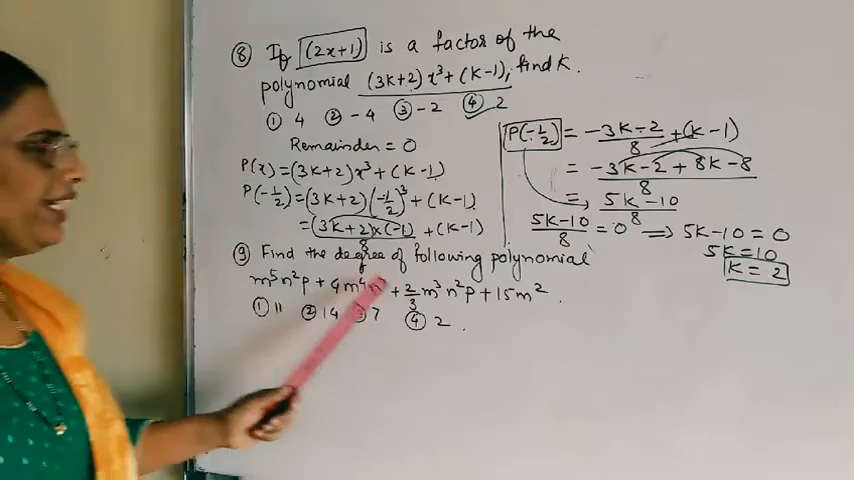 ⑧ If (2x+1) is a factor of the
polynomial (3k+2)x³+(k-1), find k.
① 4 ② -4 ③ -2 ④ 2
Remainder = 0
P(x)=(3k+2)x³+(k-1)
P(-1/2)=(3k+2)(-1/2)³+(k-1)
=(3k+2)x(-1)/8 +(k-1)
P(-1/2) = -3k-2/8 +(k-1)
= -3k-2+8k-8/8
= 5k-10/8
5k-10/8 =0 ⟹ 5k-10=0
5k=10
k=2
⑨ Find the degree of following polynomial
m⁵n²p + 4m⁴ + 2/3 m³n²p + 15m² .
① 11 ② 14 ③ 7 ④ 2 .